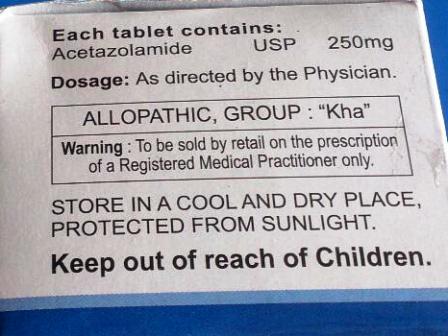 Each tablet contains:
Acetazolamide USP 250mg
Dosage: As directed by the Physician.
ALLOPATHIC, GROUP : “Kha”
Warning : To be sold by retail on the prescription
of a Registered Medical Practitioner only.
STORE IN A COOL AND DRY PLACE,
PROTECTED FROM SUNLIGHT.
Keep out of reach of Children.